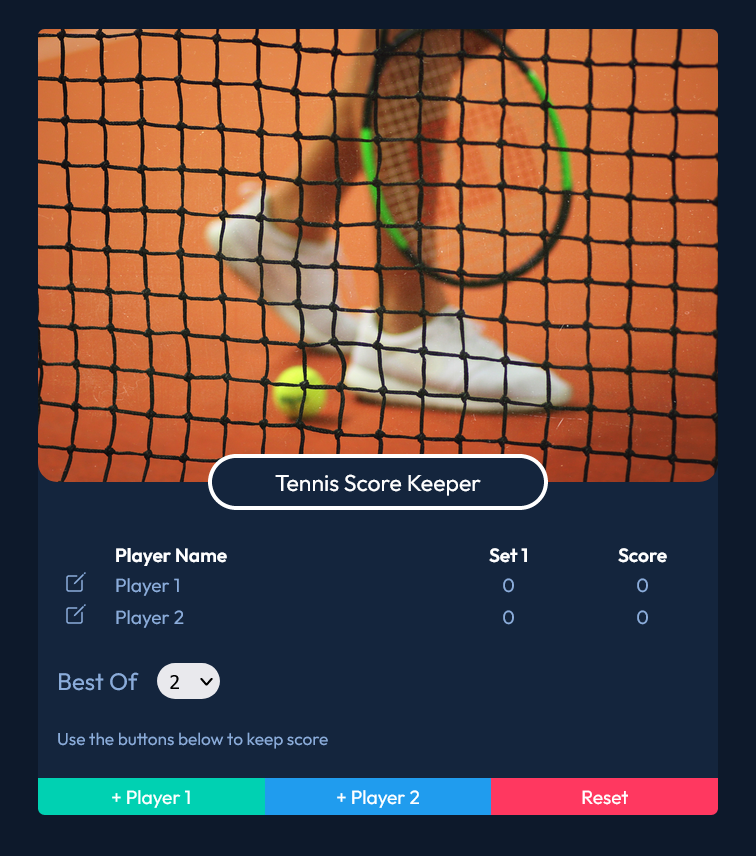 Tennis Score Keeper
Player Name Set 1 Score
Player 1 0 0
Player 2 0 0
Best Of 2
Use the buttons below to keep score
+ Player 1 + Player 2 Reset